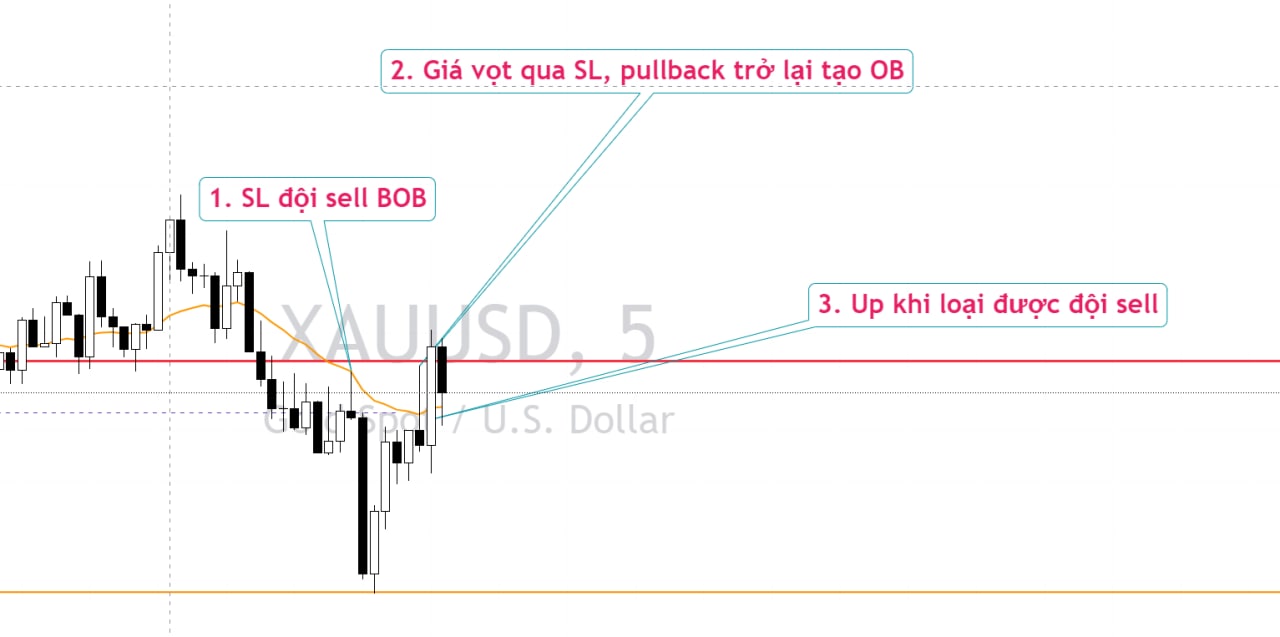 2. Giá vọt qua SL, pullback trở lại tạo OB
1. SL đội sell BOB
3. Up khi loại được đội sell
XAUUSD, 5
Gold Spot / U.S. Dollar